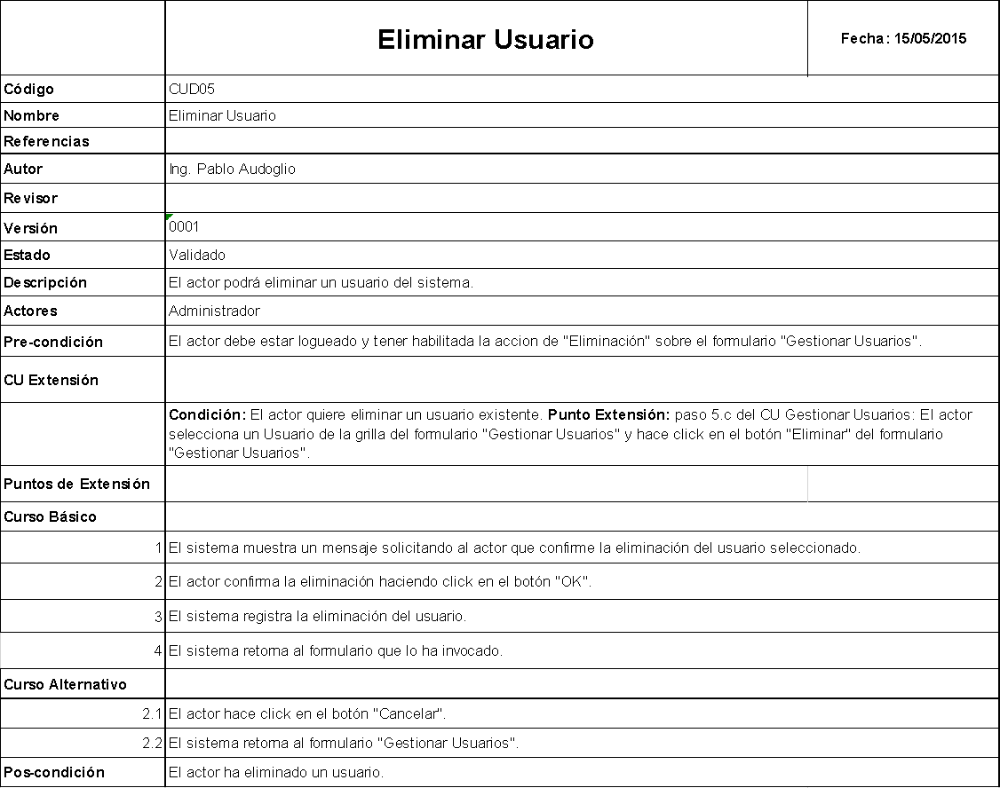 Eliminar Usuario
Fecha: 15/05/2015
Código
CUD05
Nombre
Eliminar Usuario
Referencias
Autor
Ing. Pablo Audoglio
Revisor
Versión
0001
Estado
Validado
Descripción
El actor podrá eliminar un usuario del sistema.
Actores
Administrador
Pre-condición
El actor debe estar logueado y tener habilitada la accion de "Eliminación" sobre el formulario "Gestionar Usuarios".
CU Extensión
Condición: El actor quiere eliminar un usuario existente. Punto Extensión: paso 5.c del CU Gestionar Usuarios: El actor
selecciona un Usuario de la grilla del formulario "Gestionar Usuarios" y hace click en el botón "Eliminar" del formulario
"Gestionar Usuarios".
Puntos de Extensión
Curso Básico
1 El sistema muestra un mensaje solicitando al actor que confirme la eliminación del usuario seleccionado.
2 El actor confirma la eliminación haciendo click en el botón "OK".
3 El sistema registra la eliminación del usuario.
4 El sistema retorna al formulario que lo ha invocado.
Curso Alternativo
2.1 El actor hace click en el botón "Cancelar".
2.2 El sistema retorna al formulario "Gestionar Usuarios".
Pos-condición
El actor ha eliminado un usuario.